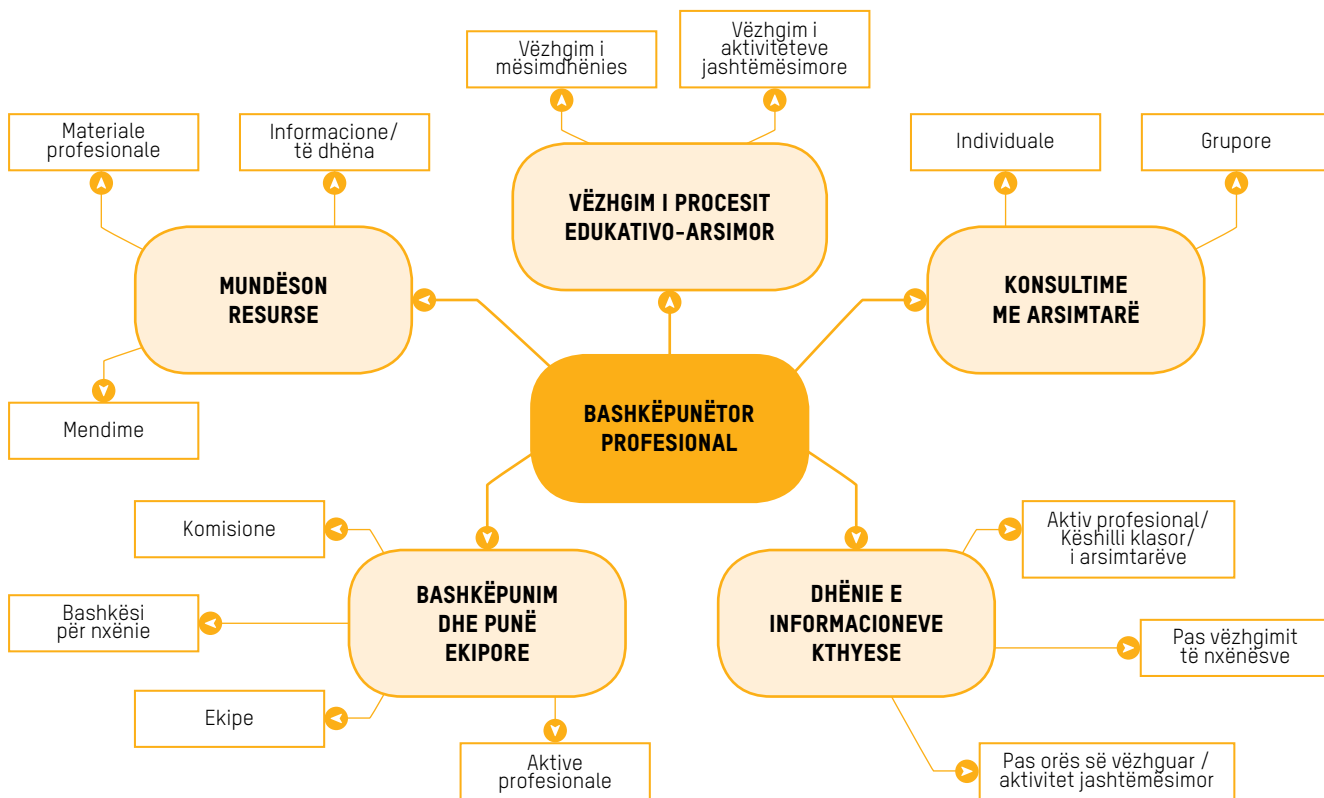 Vëzhgim i
mësimdhënies
Vëzhgim i
aktiviteteve
jashtëmësimore
Materiale
profesionale
Informacione/
të dhëna
Individuale
Grupore
VËZHGIM I PROCESIT
EDUKATIVO-ARSIMOR
MUNDËSON
RESURSE
KONSULTIME
ME ARSIMTARË
Mendime
BASHKËPUNËTOR
PROFESIONAL
Komisione
Aktiv profesional/
Këshilli klasor/
i arsimtarëve
BASHKËPUNIM
DHE PUNË
EKIPORE
DHËNIE E
INFORMACIONEVE
KTHYESE
Bashkësi
për nxënie
Pas vëzhgimit
të nxënësve
Ekipe
Aktive
profesionale
Pas orës së vëzhguar /
aktivitet jashtëmësimor